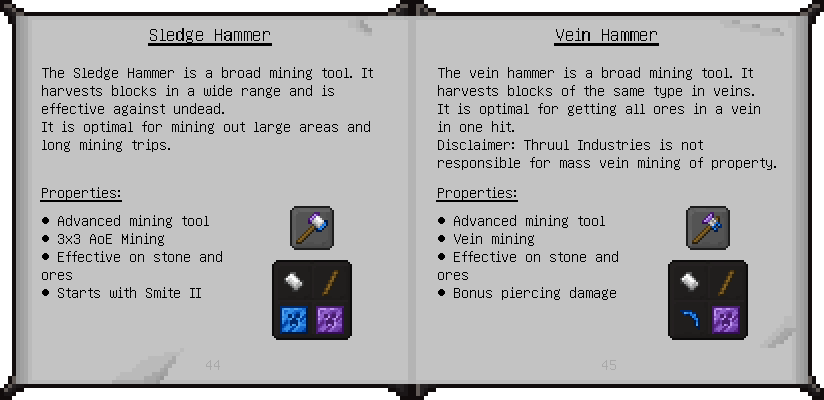 Sledge Hammer
The Sledge Hammer is a broad mining tool. It
harvests blocks in a wide range and is
effective against undead.
It is optimal for mining out large areas and
long mining trips.
Properties:
● Advanced mining tool
● 3x3 AoE Mining
● Effective on stone and
ores
● Starts with Smite II
44
Vein Hammer
The vein hammer is a broad mining tool. It
harvests blocks of the same type in veins.
It is optimal for getting all ores in a vein
in one hit.
Disclaimer: Thruul Industries is not
responsible for mass vein mining of property.
Properties:
● Advanced mining tool
● Vein mining
● Effective on stone and
ores
● Bonus piercing damage
45